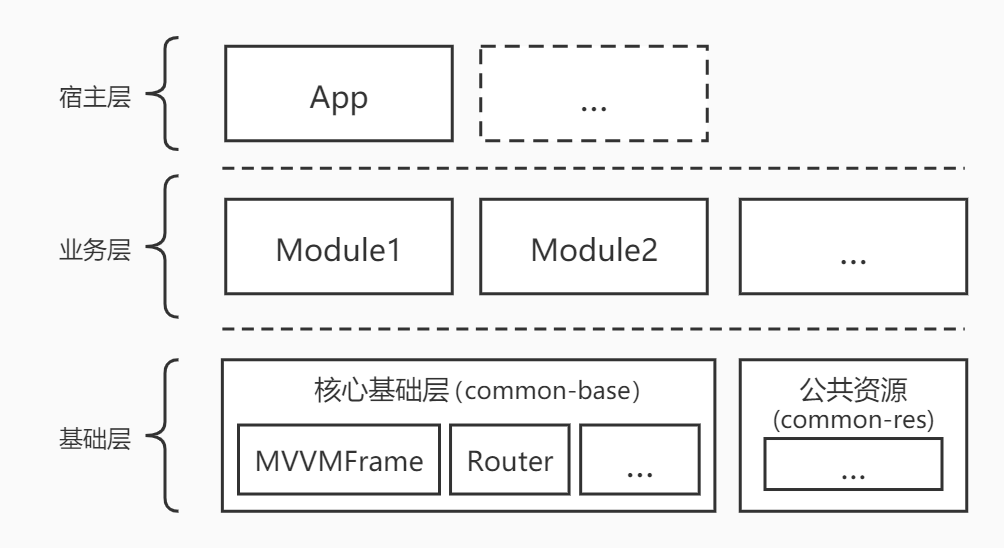 宿主层
App
...
业务层
Module1
Module2
...
基础层
核心基础层(common-base)
MVVMFrame
Router
...
公共资源
(common-res)
...